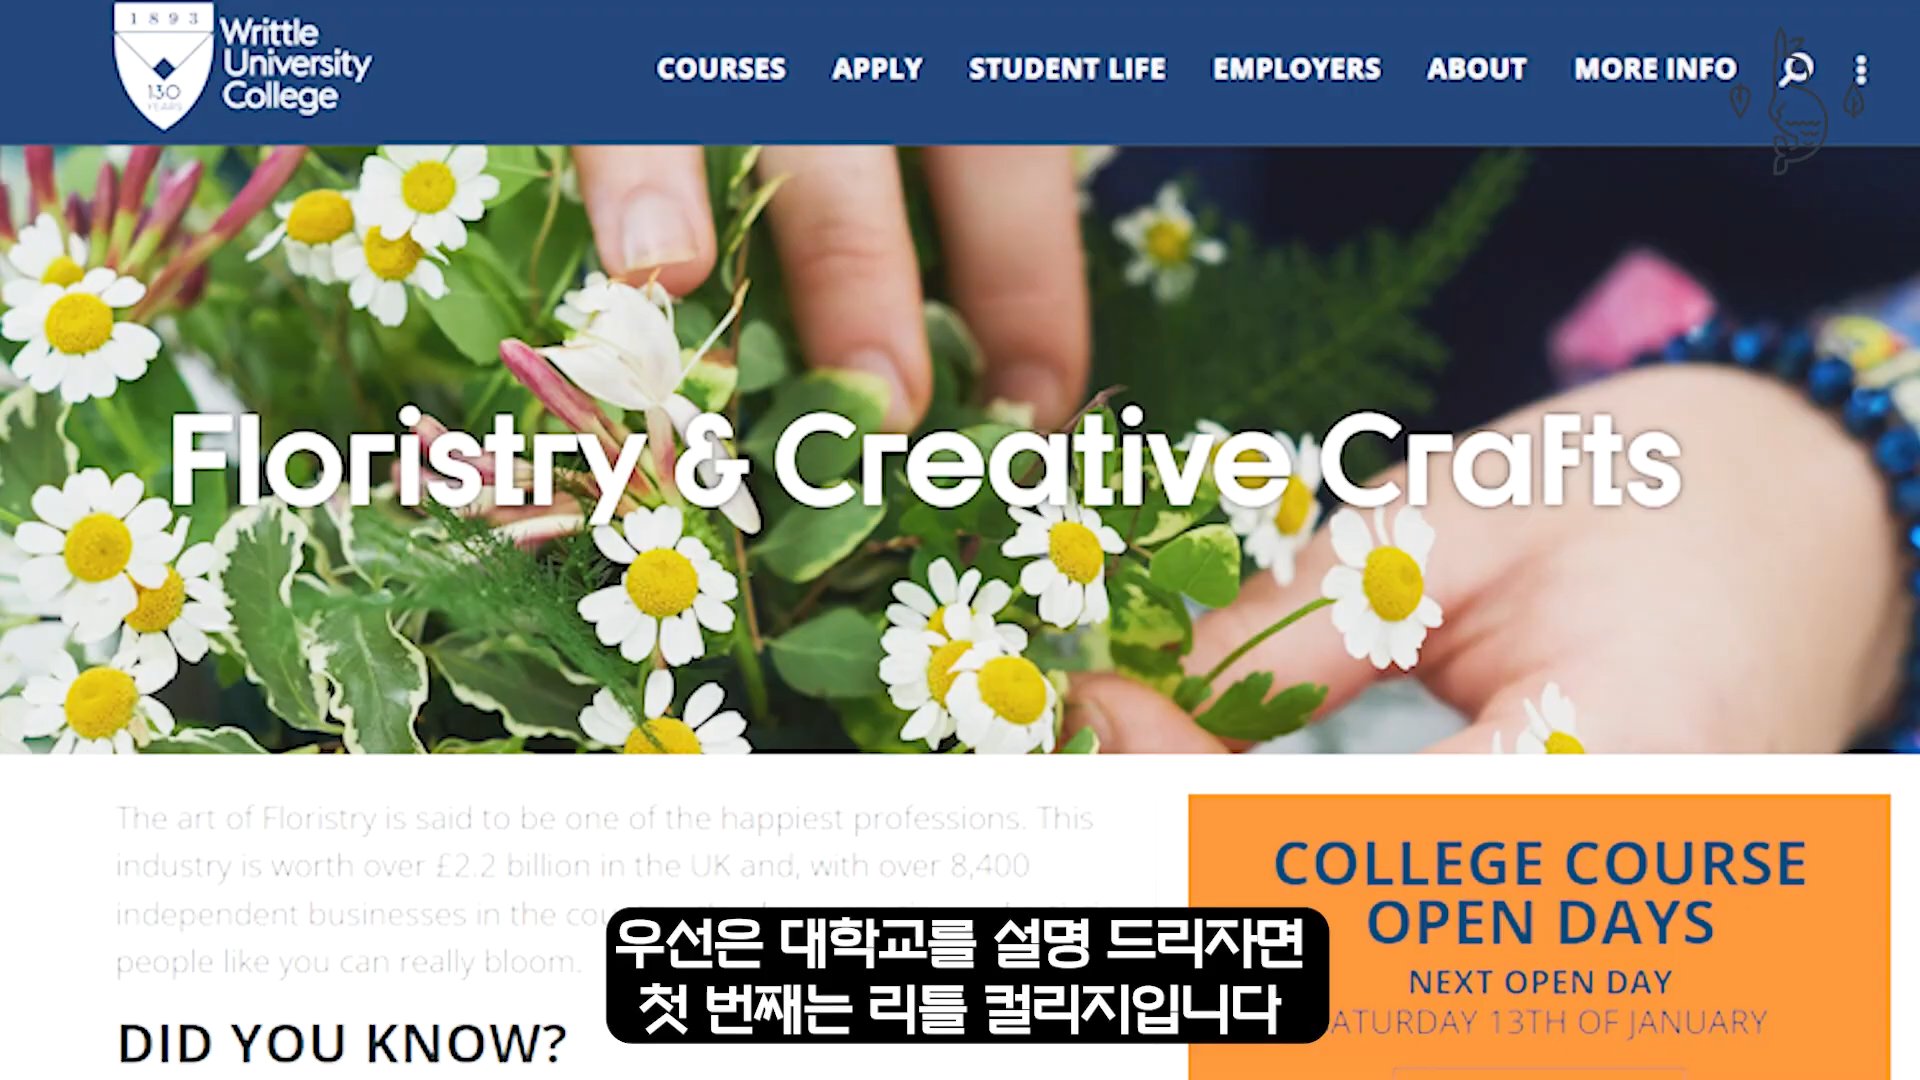 1893
130
YEARS
Writtle
University
College
COURSES APPLY STUDENT LIFE EMPLOYERS ABOUT MORE INFO
Floristry & Creative Crafts
The art of Floristry is said to be one of the happiest professions. This
industry is worth over £2.2 billion in the UK and, with over 8,400
independent businesses in the
people like you can really bloom.
DID YOU KNOW?
COLLEGE COURSE
OPEN DAYS
NEXT OPEN DAY
ATURDAY 13TH OF JANUARY
우선은 대학교를 설명 드리자면
첫 번째는 리틀 컬리지입니다